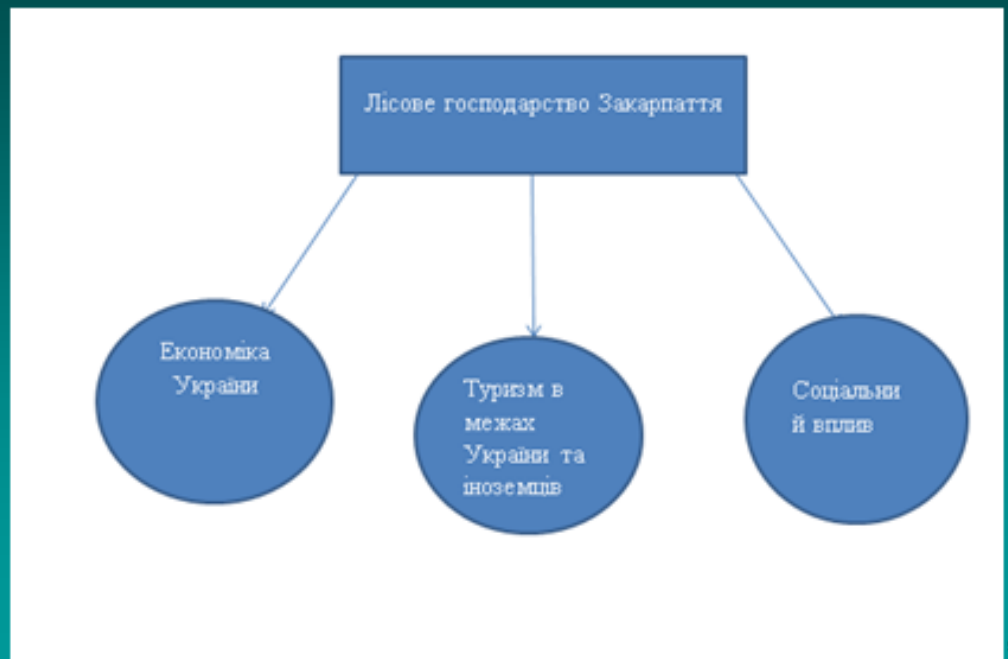 Лісове господарство Закарпаття
Економіка
України
Туризм в
межах
України та
іноземців
Соціальни
й вплив